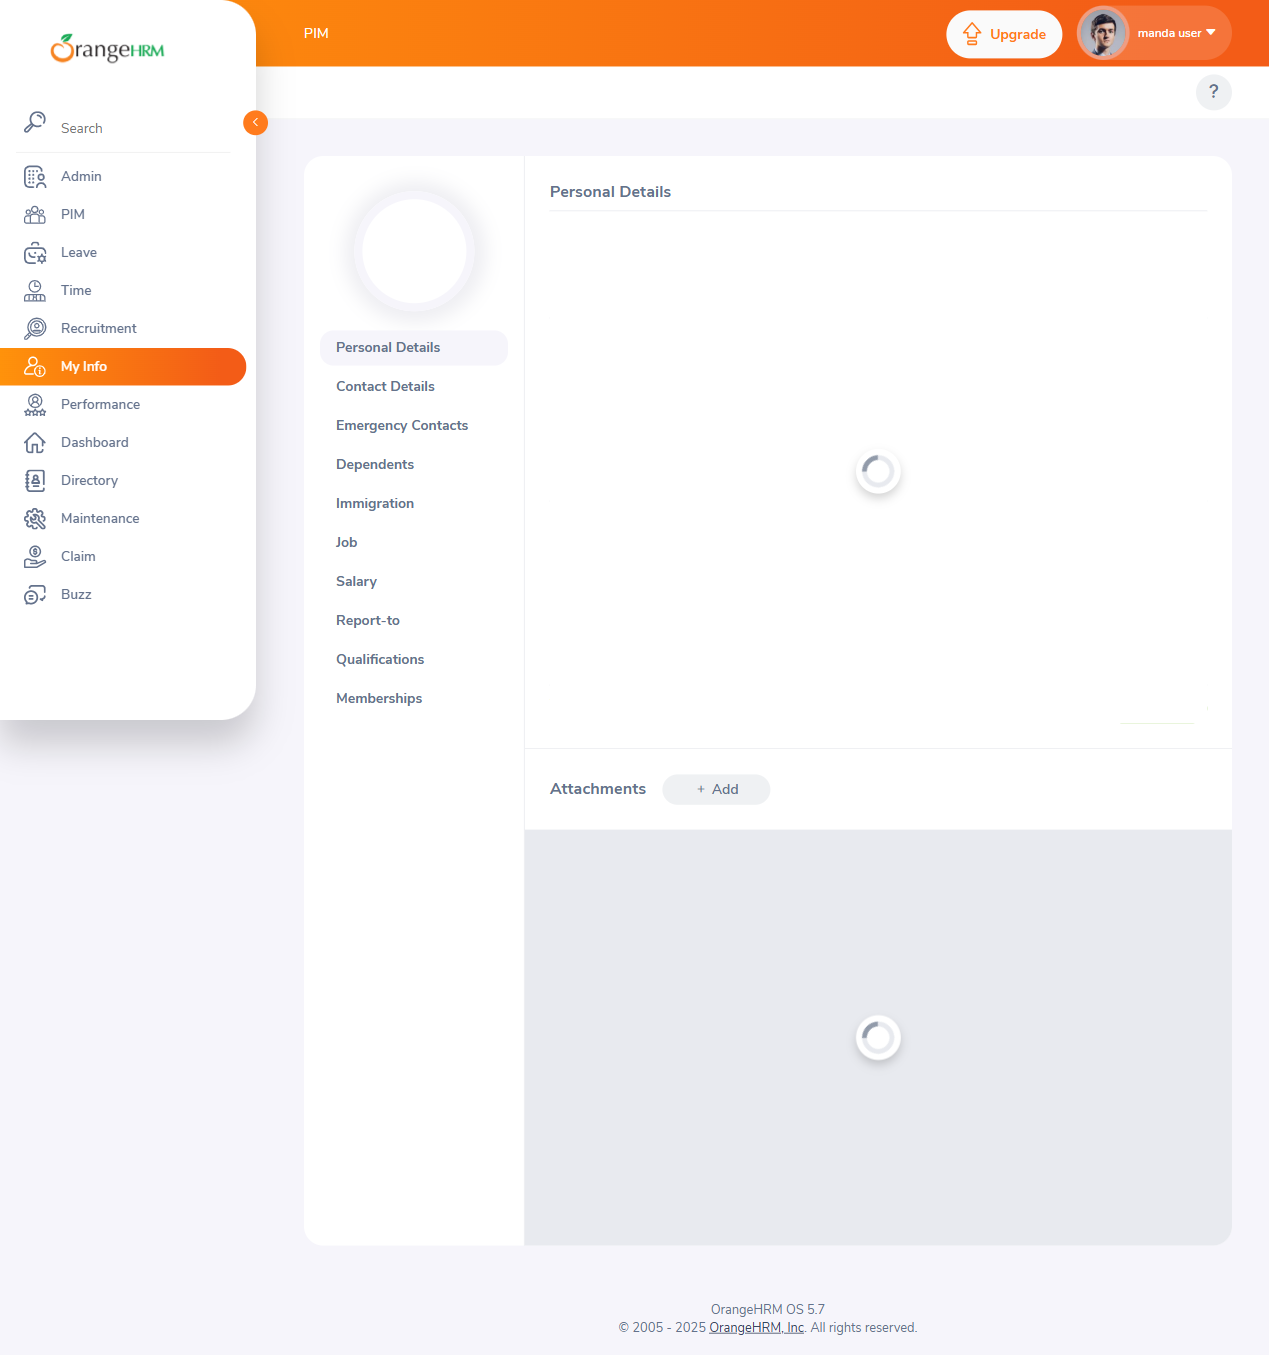 OrangeHRM
PIM
Upgrade
manda user
?
Search
Admin
PIM
Leave
Time
Recruitment
My Info
Performance
Dashboard
Directory
Maintenance
Claim
Buzz
Personal Details
Contact Details
Emergency Contacts
Dependents
Immigration
Job
Salary
Report-to
Qualifications
Memberships
Personal Details
Attachments
+ Add
OrangeHRM OS 5.7
© 2005 - 2025 OrangeHRM, Inc. All rights reserved.